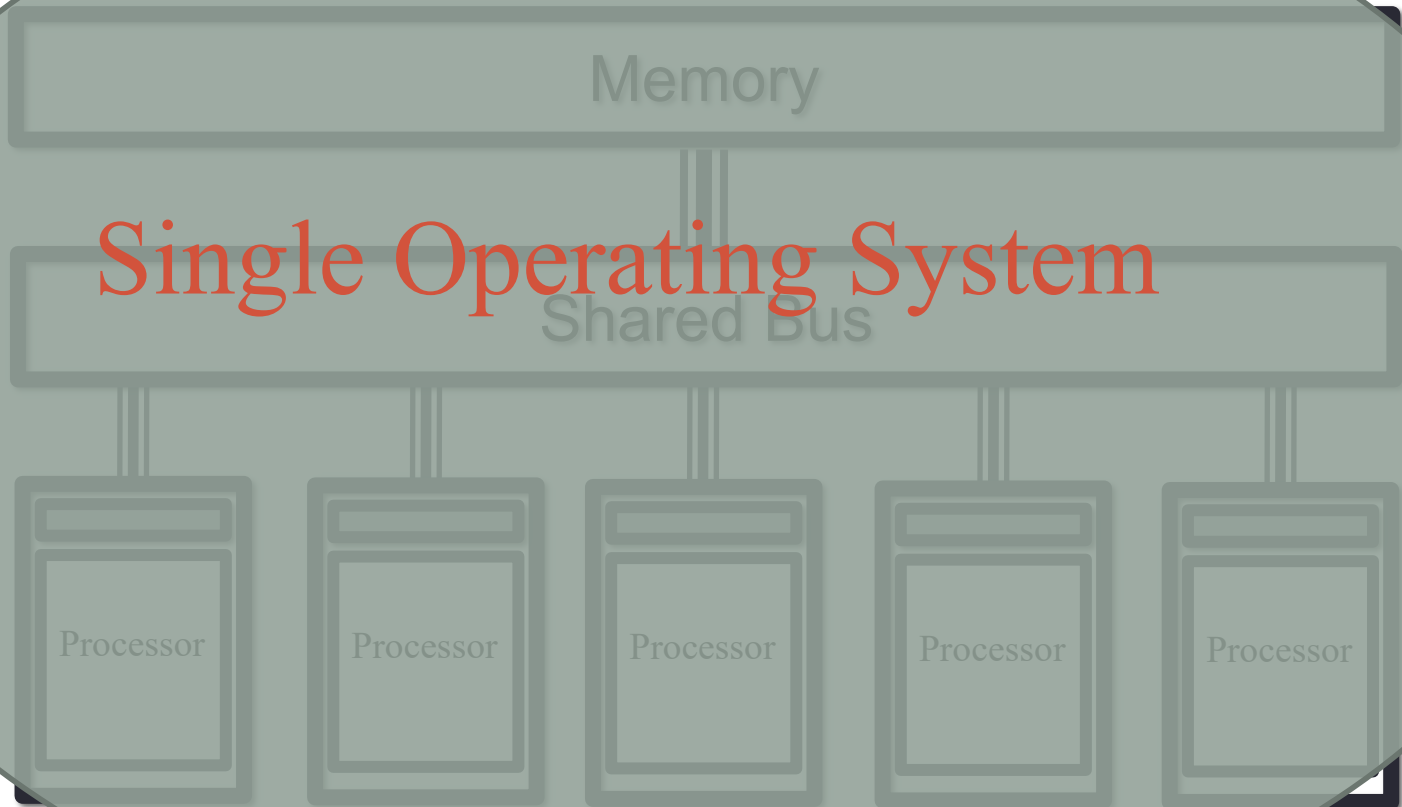 Memory
Single Operating System
Shared Bus
Processor
Processor
Processor
Processor
Processor